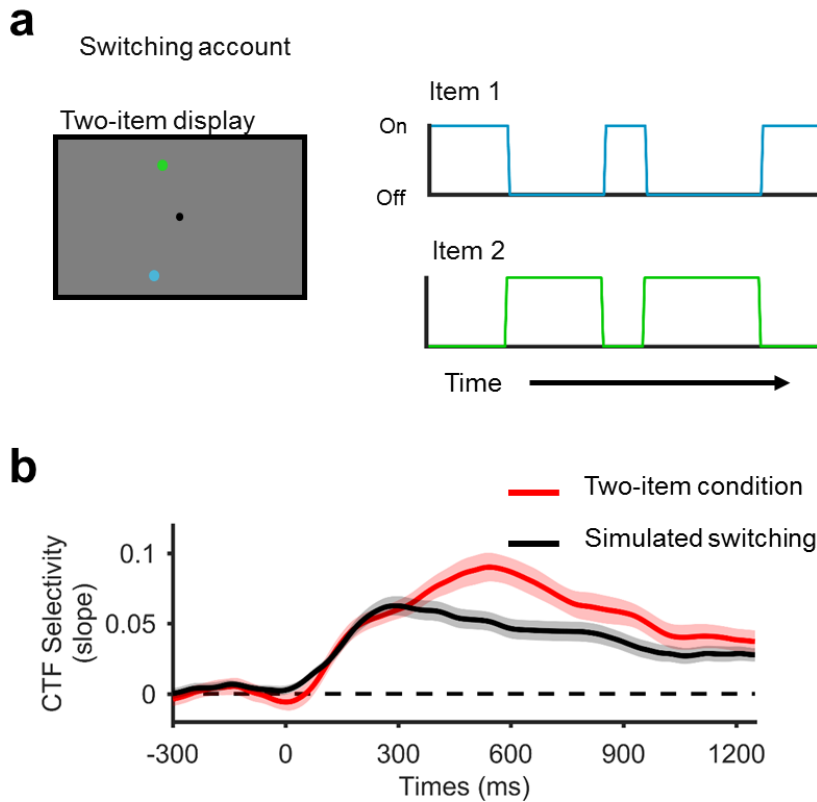 a
Switching account
Two-item display
Item 1
On
Off
Item 2
Time
b
Two-item condition
Simulated switching
CTF Selectivity
(slope)
0.1
0.05
0
-300 0 300 600 900 1200
Times (ms)